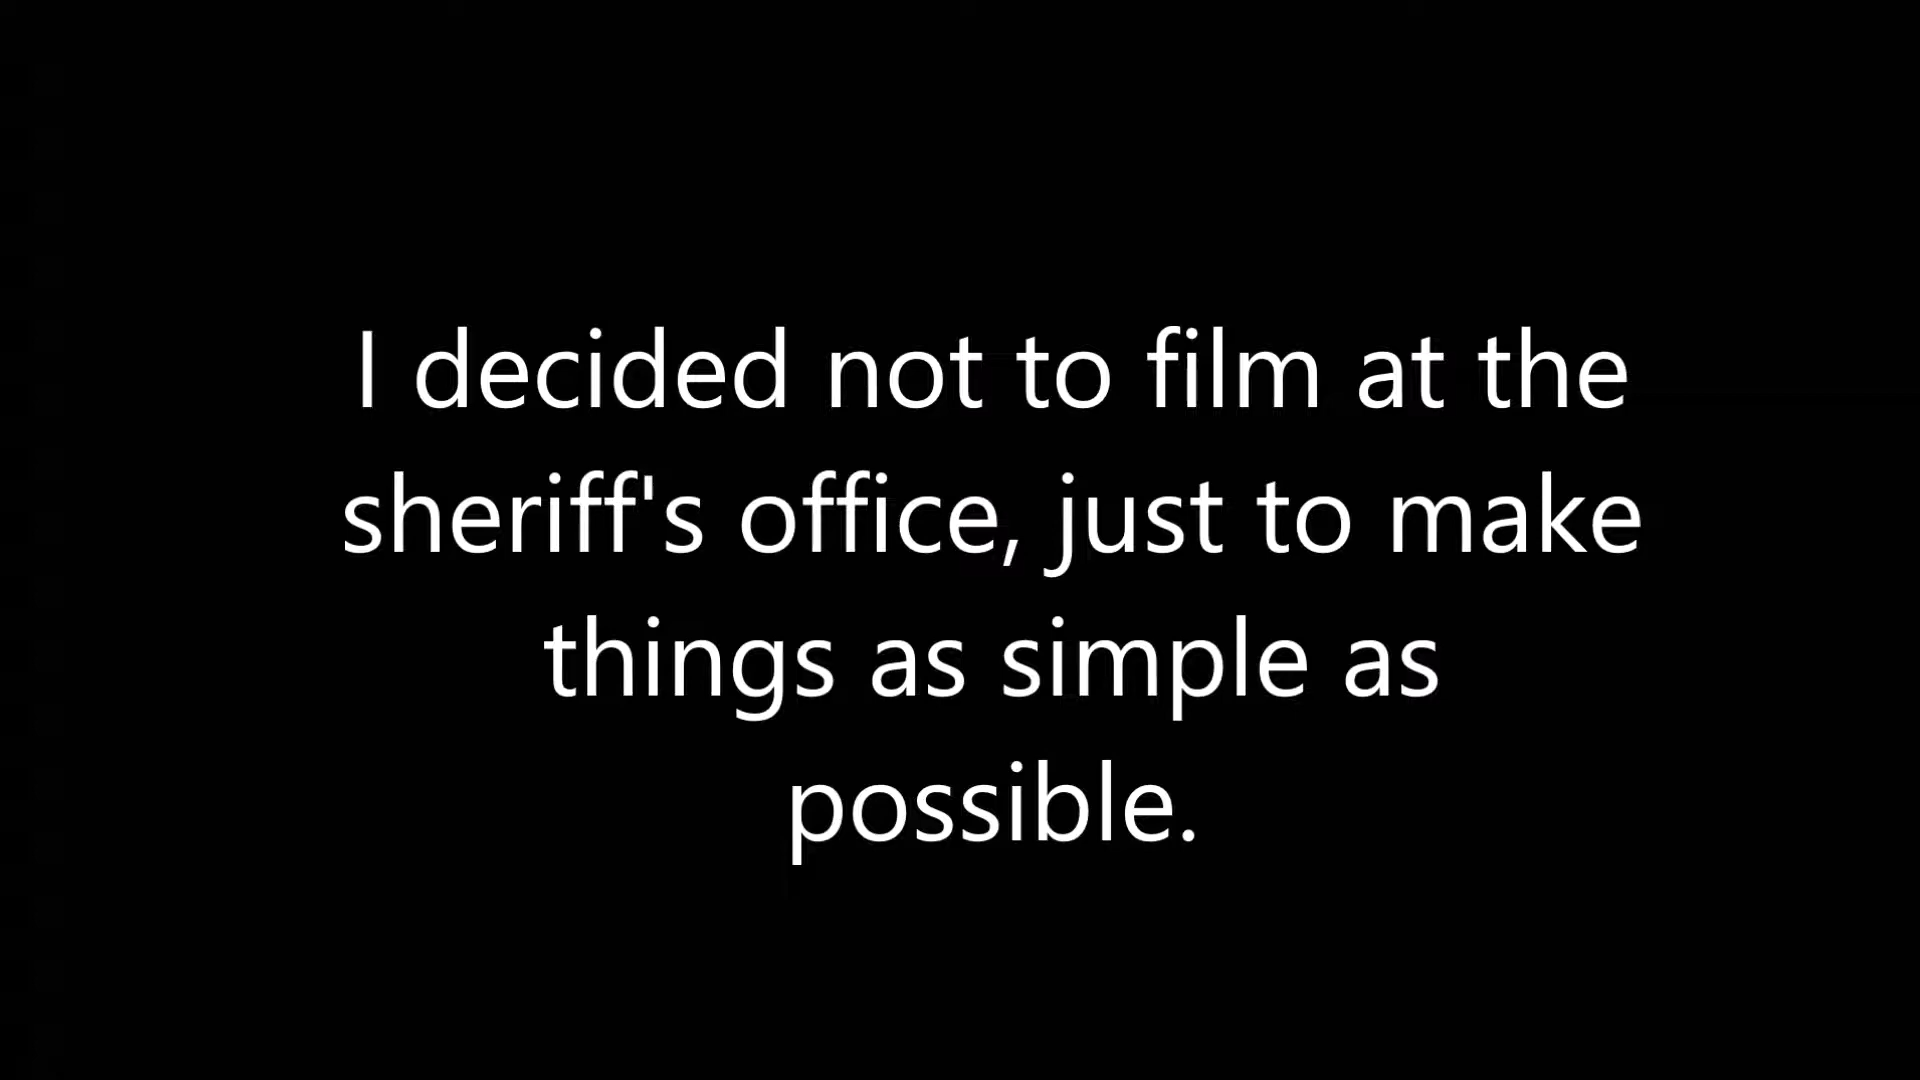 I decided not to film at the
sheriff's office, just to make
things as simple as
possible.